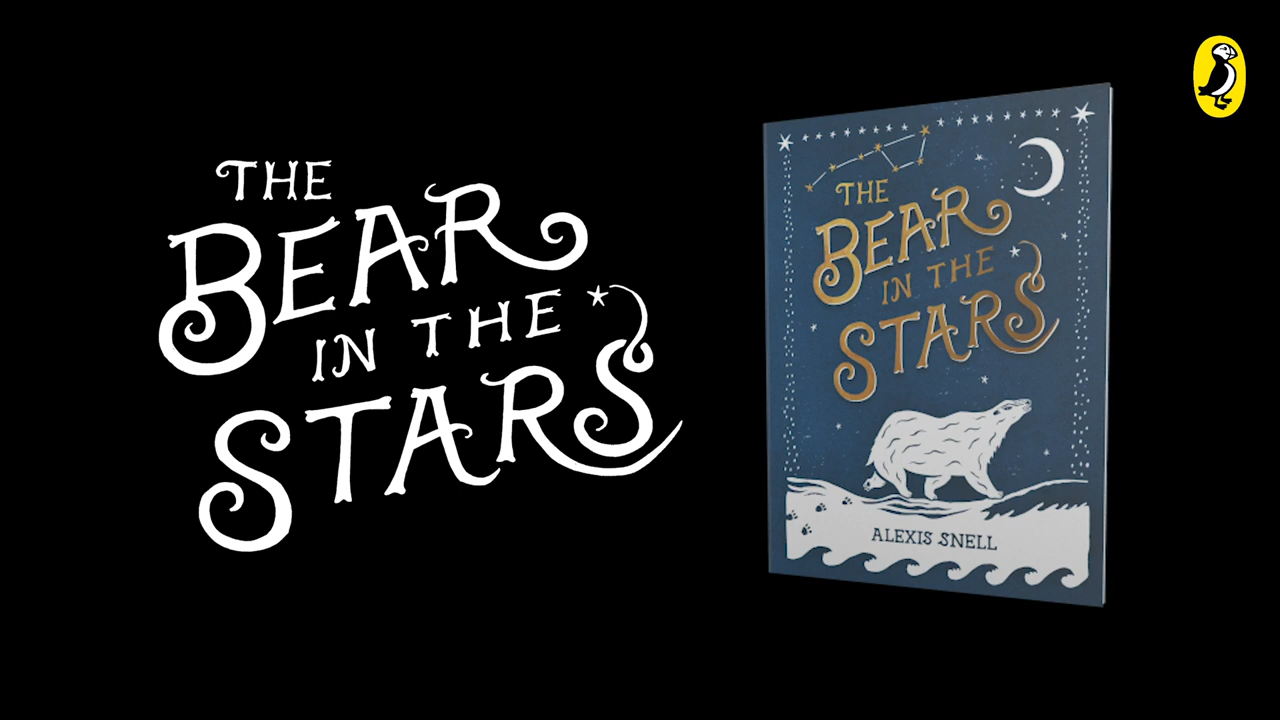 THE
BEAR
IN THE
STARS
THE
BEAR
IN THE
STARS
ALEXIS SNELL